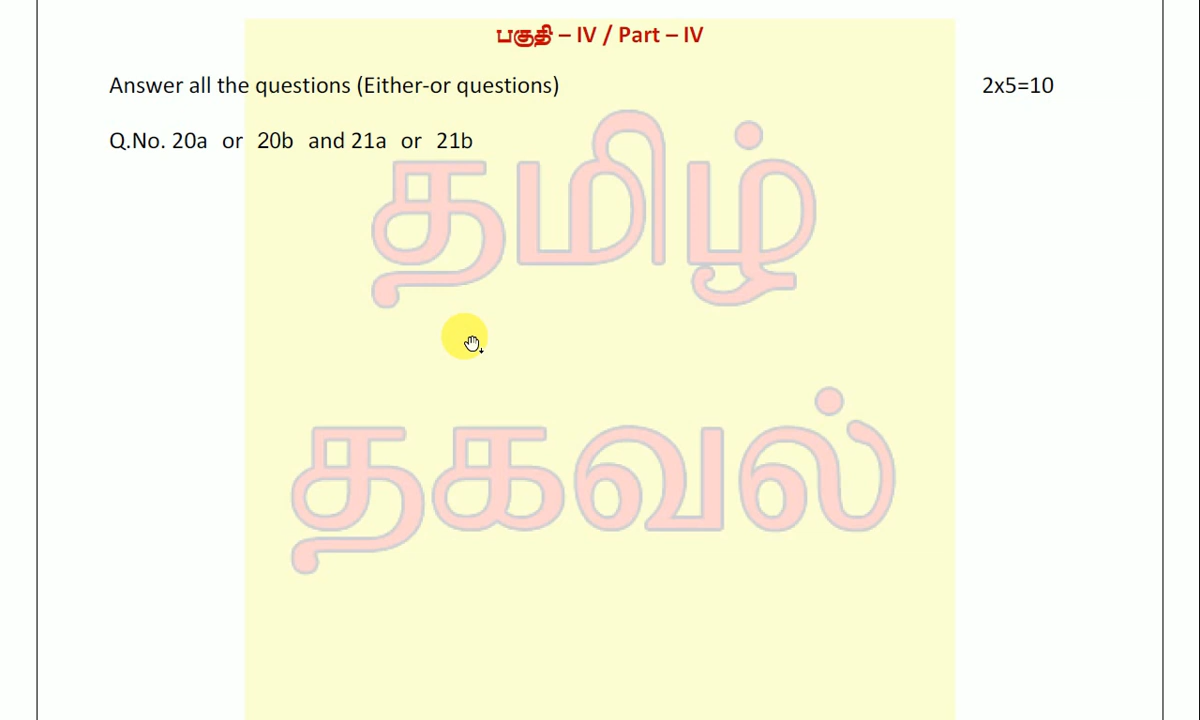 பகுதி – IV / Part – IV
Answer all the questions (Either-or questions) 2x5=10
Q.No. 20a or 20b and 21a or 21b
தமிழ்
தகவல்